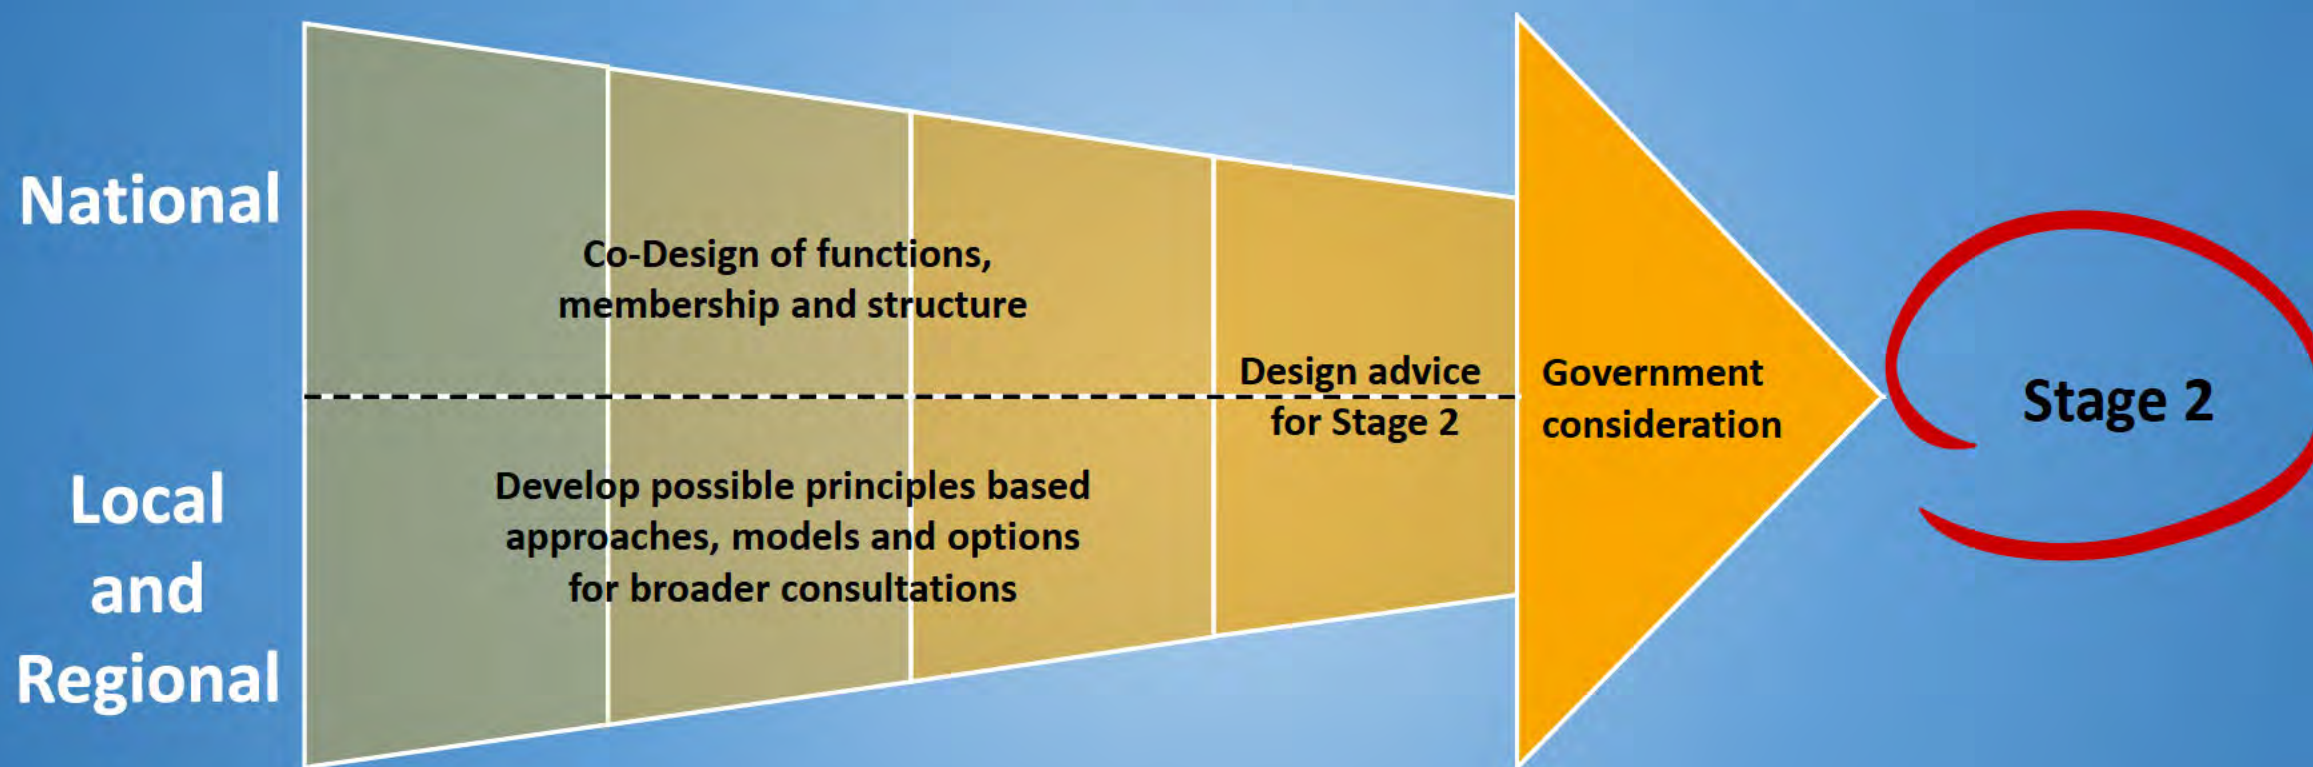 National
Co-Design of functions,
membership and structure
Local
and
Regional
Develop possible principles based
approaches, models and options
for broader consultations
Design advice
for Stage 2
Government
consideration
Stage 2